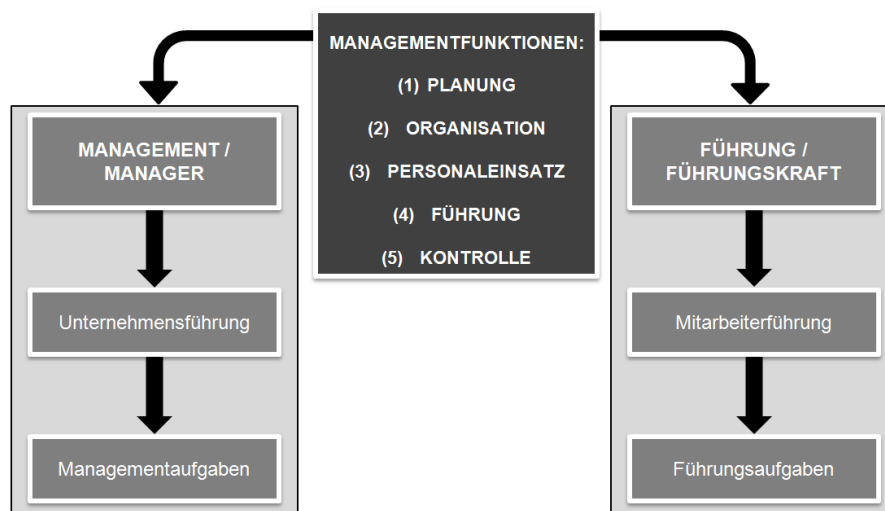 MANAGEMENTFUNKTIONEN:
(1) PLANUNG
(2) ORGANISATION
(3) PERSONALEINSATZ
(4) FÜHRUNG
(5) KONTROLLE
MANAGEMENT /
MANAGER
Unternehmensführung
Managementaufgaben
FÜHRUNG /
FÜHRUNGSKRAFT
Mitarbeiterführung
Führungsaufgaben